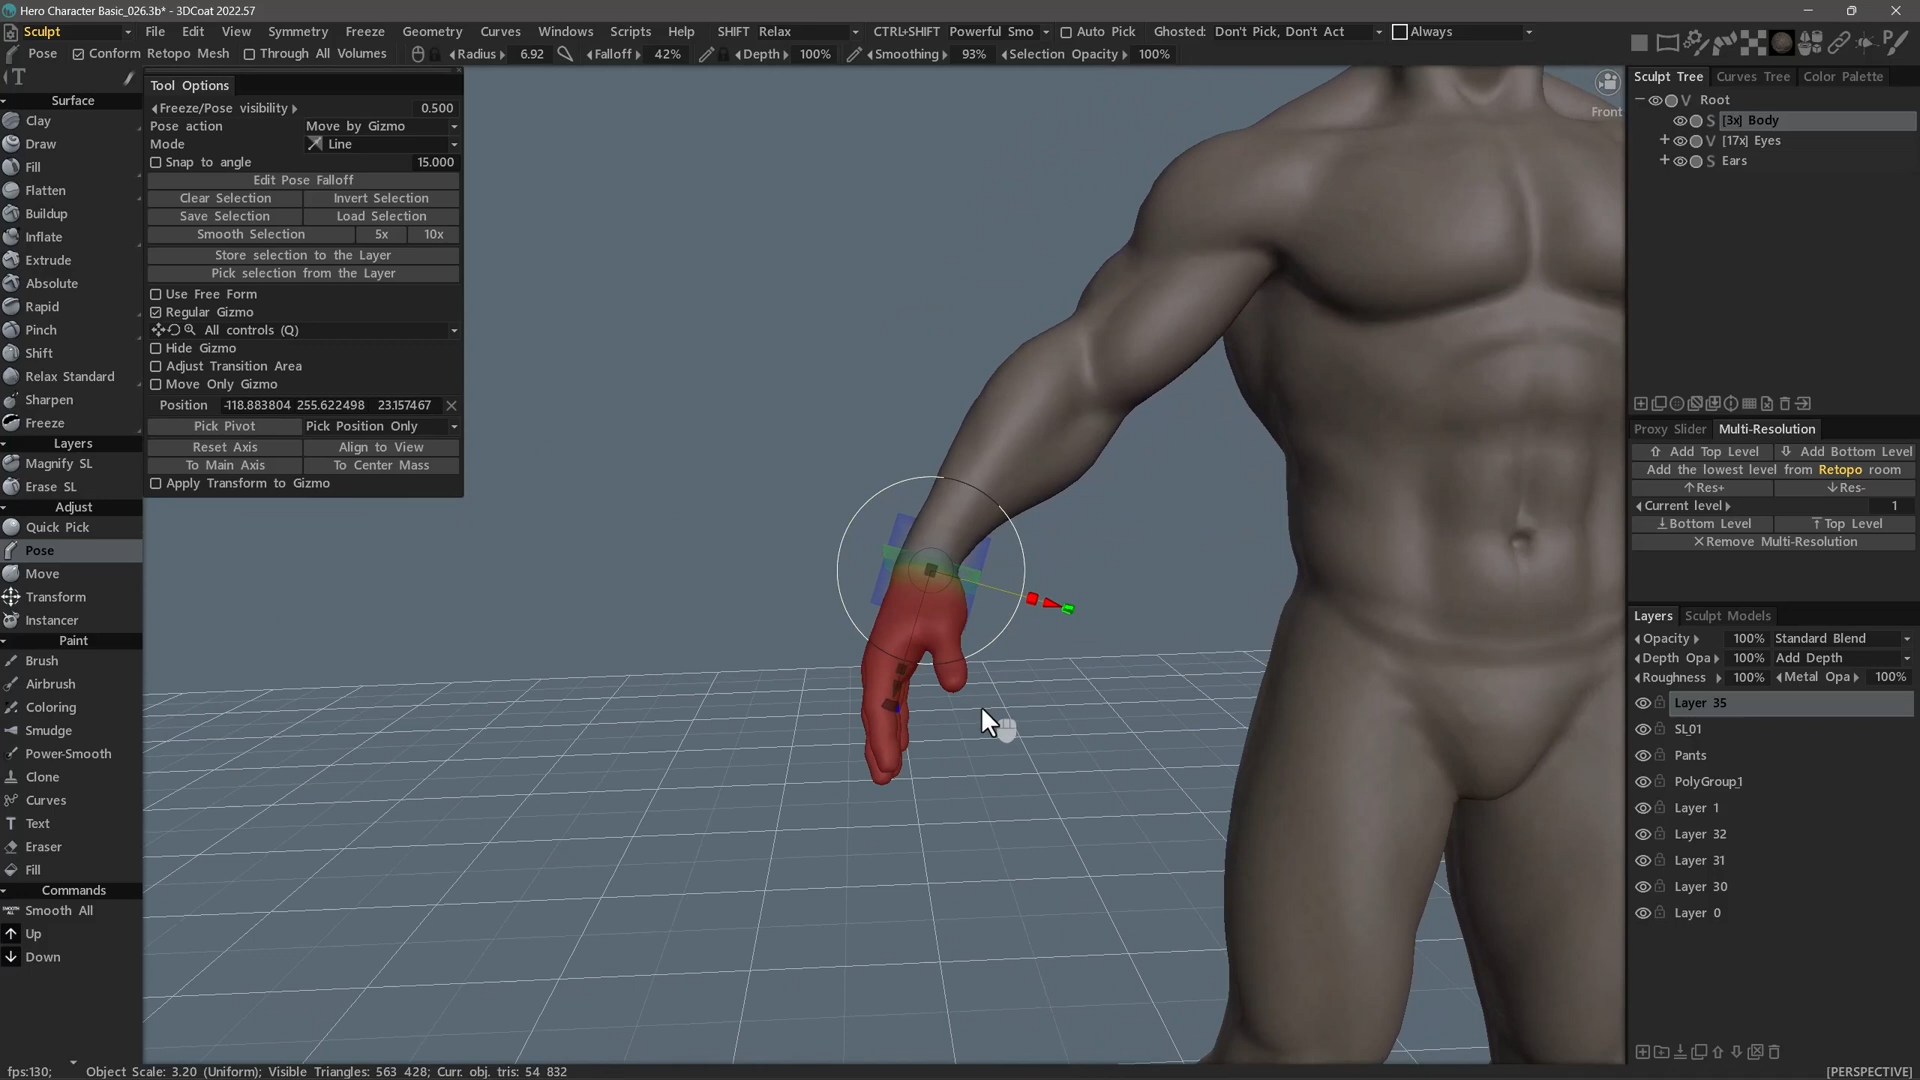 Hero Character Basic_026.3b* - 3DCoat 2022.57
Sculpt File Edit View Symmetry Freeze Geometry Curves Windows Scripts Help SHIFT Relax CTRL+SHIFT Powerful Smo Auto Pick Ghosted: Don't Pick, Don't Act Always
Pose Conform Retopo Mesh Through All Volumes Radius 6.92 Falloff 42% Depth 100% Smoothing 93% Selection Opacity 100%
T
Surface
Clay
Draw
Fill
Flatten
Buildup
Inflate
Extrude
Absolute
Rapid
Pinch
Shift
Relax Standard
Sharpen
Freeze
Layers
Magnify SL
Erase SL
Adjust
Quick Pick
Pose
Move
Transform
Instancer
Paint
Brush
Airbrush
Coloring
Smudge
Power-Smooth
Clone
Curves
T Text
Eraser
Fill
Commands
Smooth All
Up
Down
Tool Options
Freeze/Pose visibility 0.500
Pose action Move by Gizmo
Mode Line
Snap to angle 15.000
Edit Pose Falloff
Clear Selection Invert Selection
Save Selection Load Selection
Smooth Selection 5x 10x
Store selection to the Layer
Pick selection from the Layer
Use Free Form
Regular Gizmo
All controls (Q)
Hide Gizmo
Adjust Transition Area
Move Only Gizmo
Position -118.883804 255.622498 23.157467
Pick Pivot Pick Position Only
Reset Axis Align to View
To Main Axis To Center Mass
Apply Transform to Gizmo
Front
Sculpt Tree Curves Tree Color Palette
V Root
S [3x] Body
V [17x] Eyes
S Ears
Proxy Slider Multi-Resolution
Add Top Level Add Bottom Level
Add the lowest level from Retopo room
Res+ Res-
Current level 1
Bottom Level Top Level
Remove Multi-Resolution
Layers Sculpt Models
Opacity 100% Standard Blend
Depth Opa 100% Add Depth
Roughness 100% Metal Opa 100%
Layer 35
SL_01
Pants
PolyGroup1
Layer 1
Layer 32
Layer 31
Layer 30
Layer 0
fps:130; Object Scale: 3.20 (Uniform); Visible Triangles: 563 428; Curr. obj. tris: 54 832 [PERSPECTIVE]